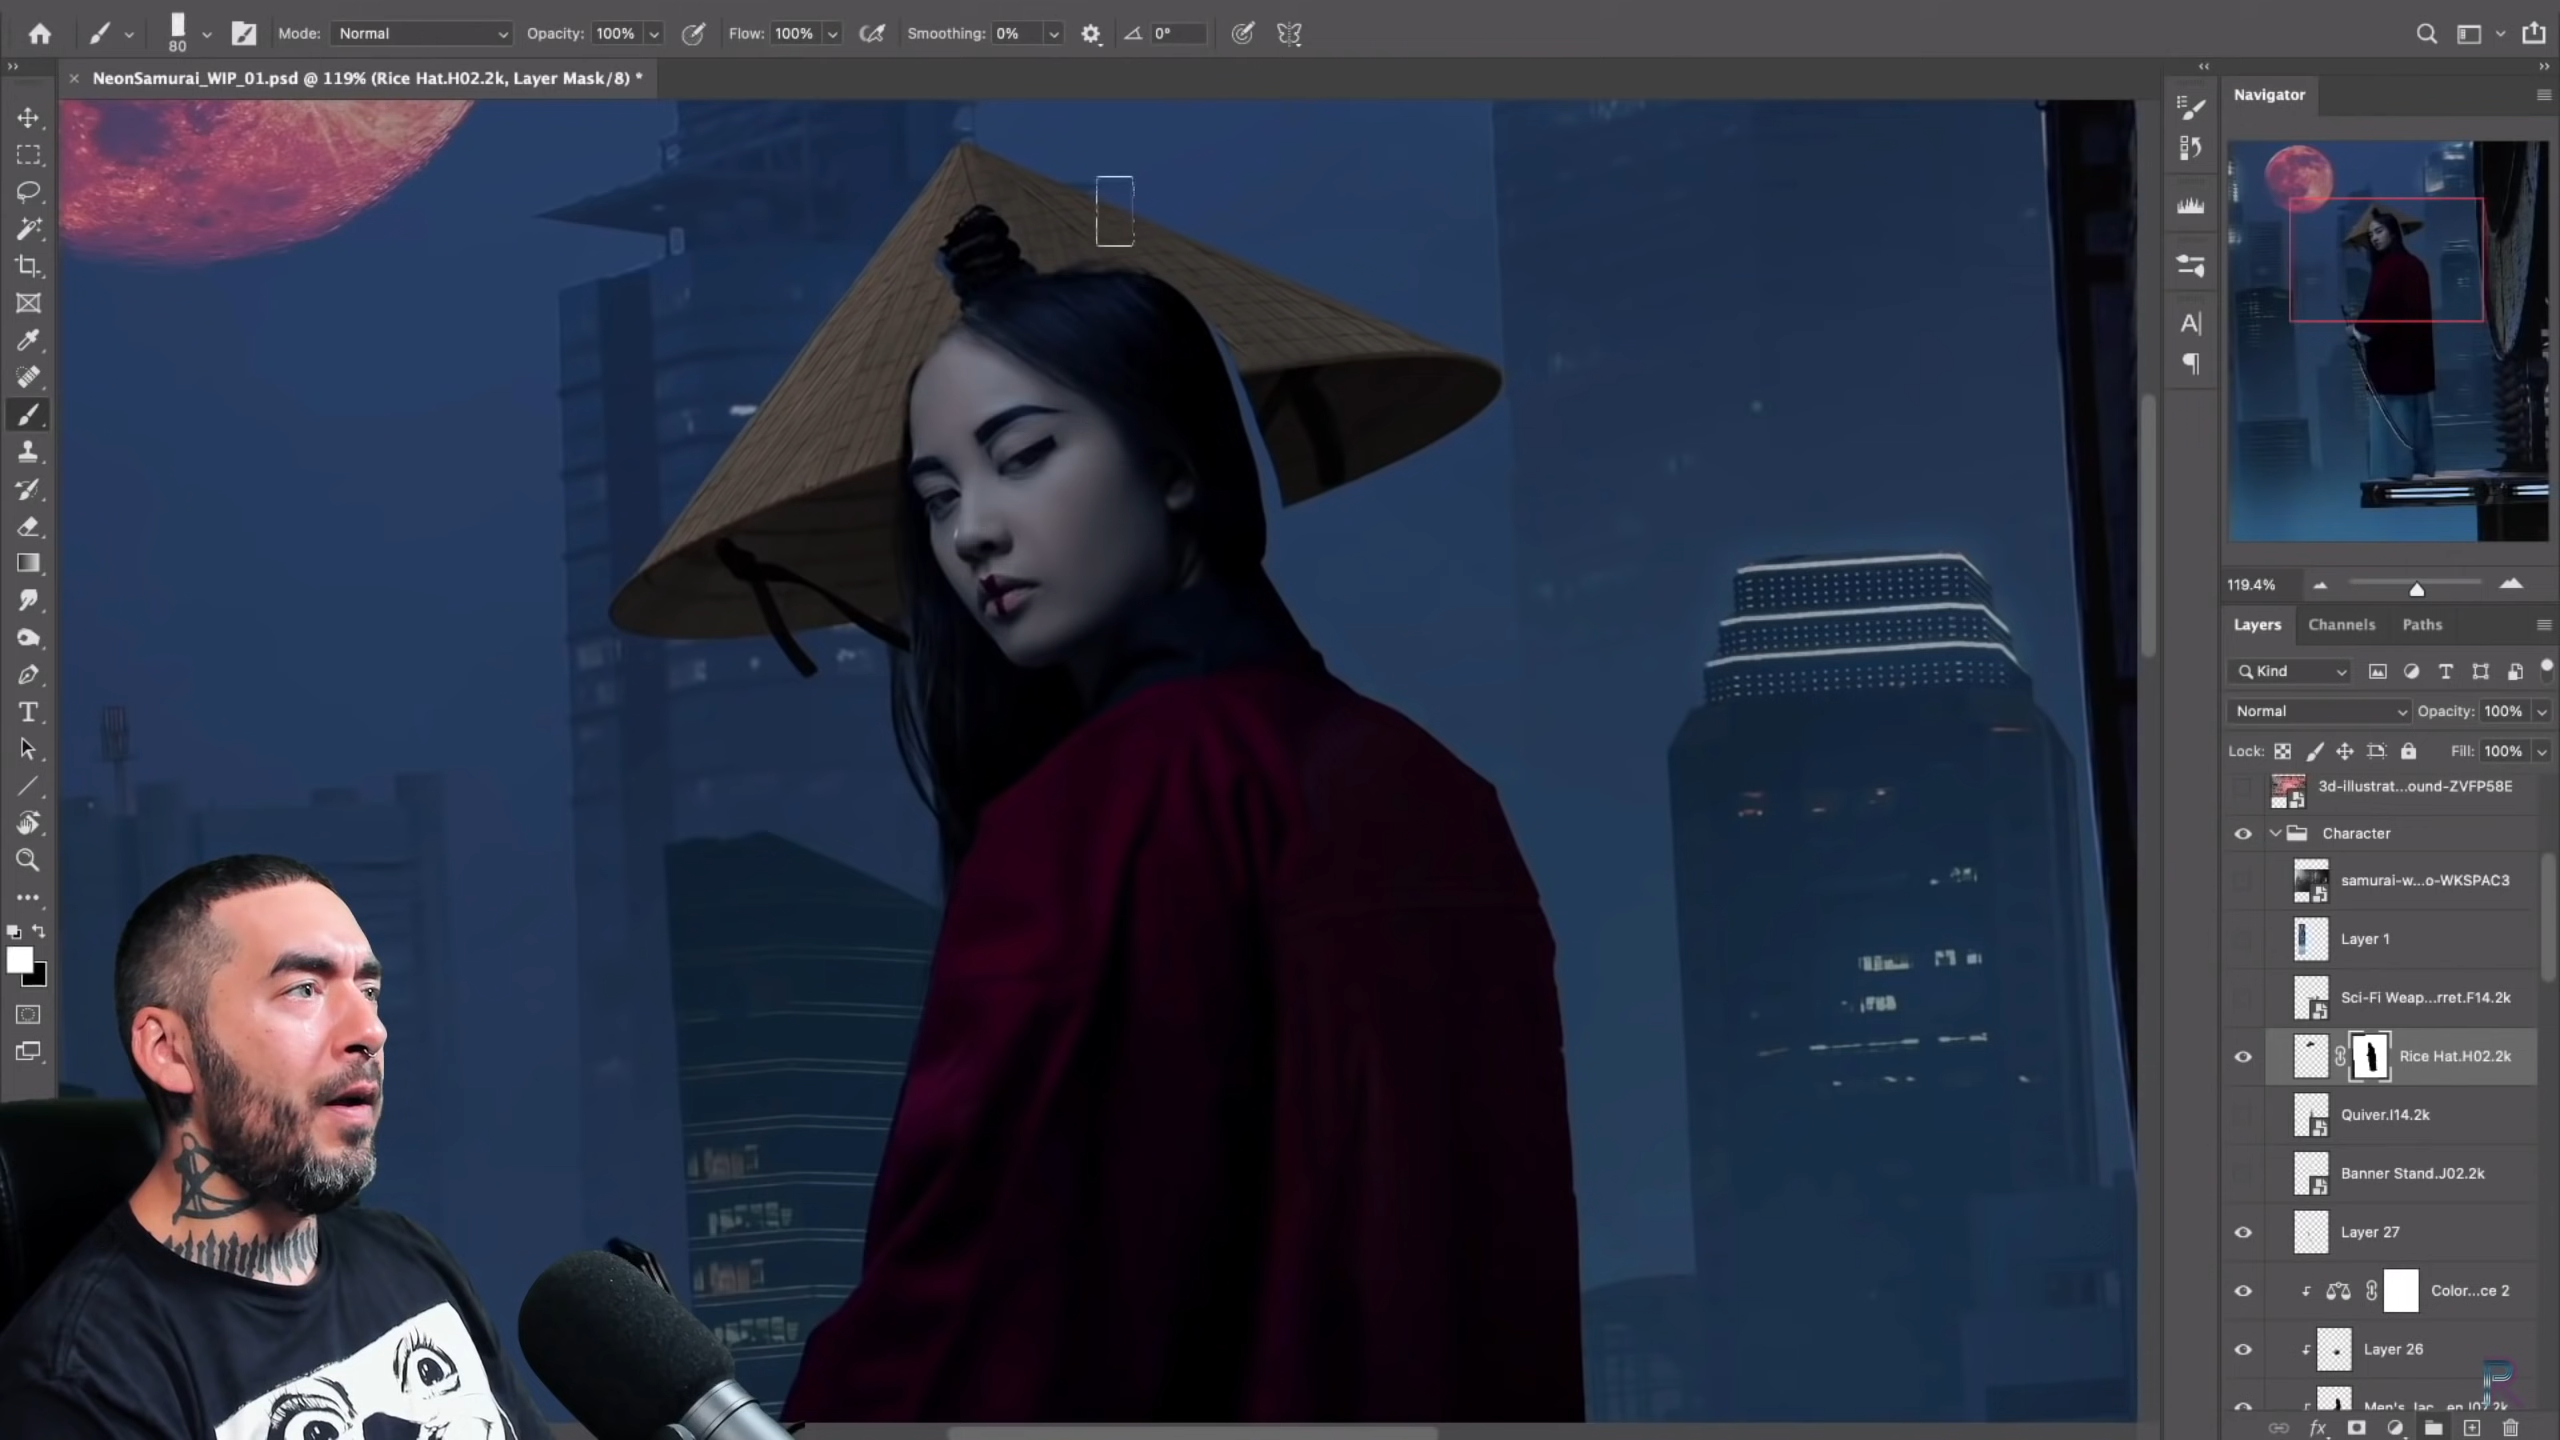 80
Mode: Normal
Opacity: 100%
Flow: 100%
Smoothing: 0%
0°
NeonSamurai_WIP_01.psd @ 119% (Rice Hat.H02.2k, Layer Mask/8) *
Navigator
119.4%
Layers Channels Paths
Kind
Normal Opacity: 100%
Lock: Fill: 100%
3d-illustrat...ound-ZVFP58E
Character
samurai-w...o-WKSPAC3
Layer 1
Sci-Fi Weap...rret.F14.2k
Rice Hat.H02.2k
Quiver.I14.2k
Banner Stand.J02.2k
Layer 27
Color...ce 2
Layer 26